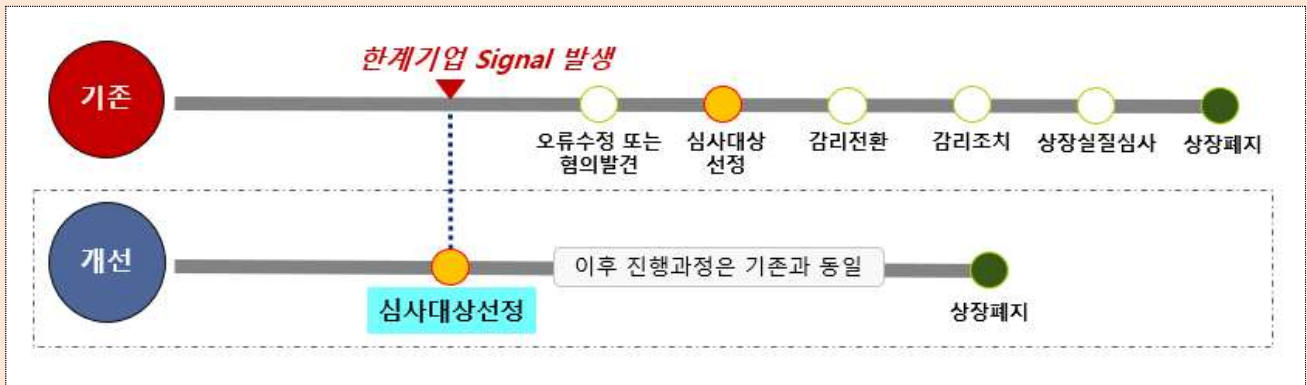 한계기업 Signal 발생
기존
오류수정 또는
혐의발견
심사대상
선정
감리전환
감리조치
상장실질심사
상장폐지
개선
이후 진행과정은 기존과 동일
심사대상선정
상장폐지